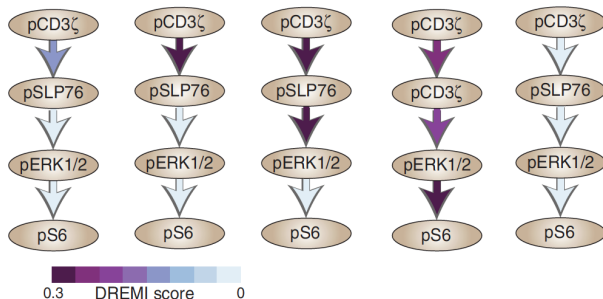 pCD3ζ pCD3ζ pCD3ζ pCD3ζ pCD3ζ
pSLP76 pSLP76 pSLP76 pCD3ζ pSLP76
pERK1/2 pERK1/2 pERK1/2 pERK1/2 pERK1/2
pS6 pS6 pS6 pS6 pS6
0.3 DREMI score 0